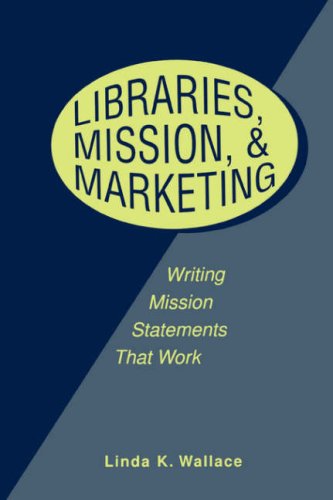 LIBRARIES,
MISSION, &
MARKETING
Writing
Mission
Statements
That Work
Linda K. Wallace